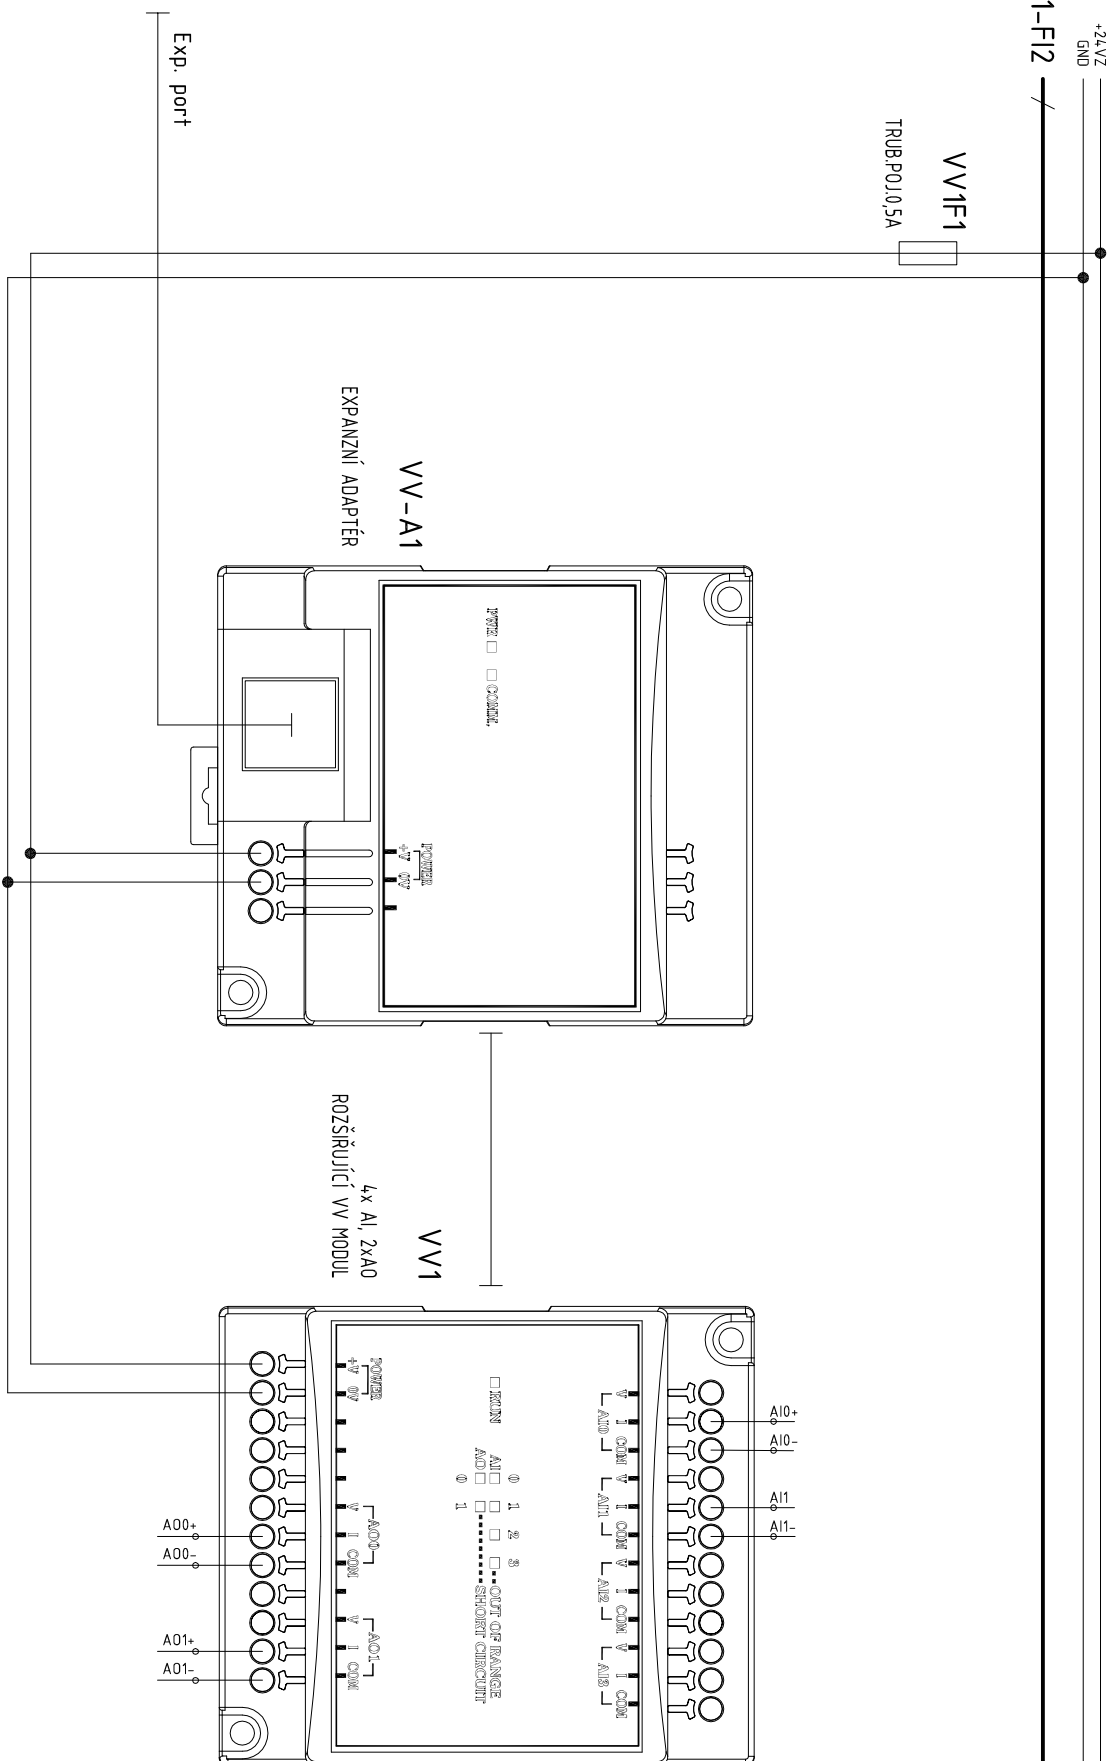 +24VZ
GND
1-FI2
VV1F1
TRUB.POJ.0,5A
Exp. port
VV-A1
EXPANZNÍ ADAPTÉR
PWR
COMM.
POWER
+V 0V
VV1
4x AI, 2xAO
ROZŠIŘUJÍCÍ VV MODUL
AI0+
AI0-
AI1
AI1-
V I COM V I COM V I COM V I COM
AI0 AI1 AI2 AI3
RUN
0 1 2 3
AI OUT OF RANGE
AO SHORT CIRCUIT
0 1
POWER AO0 AO1
+V 0V V I COM V I COM
AO0+
AO0-
AO1+
AO1-